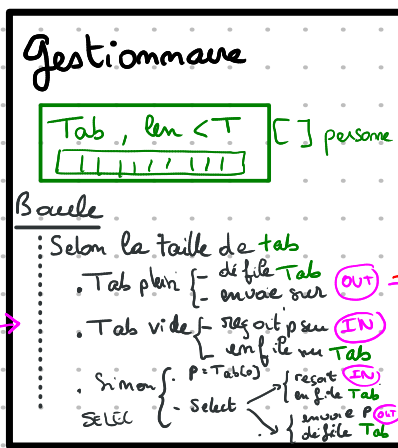 Gestionnaire
Tab, len < T [ ] personne
Boucle
Selon la taille de tab
. Tab plein { - défile Tab
- envoie sur OUT
. Tab vide { - reçoit p sur IN
- enfile sur Tab
. Sinon { . P = Tab[0]
SELEC - Select
reçoit IN
enfile Tab
envoie P OUT
défile Tab